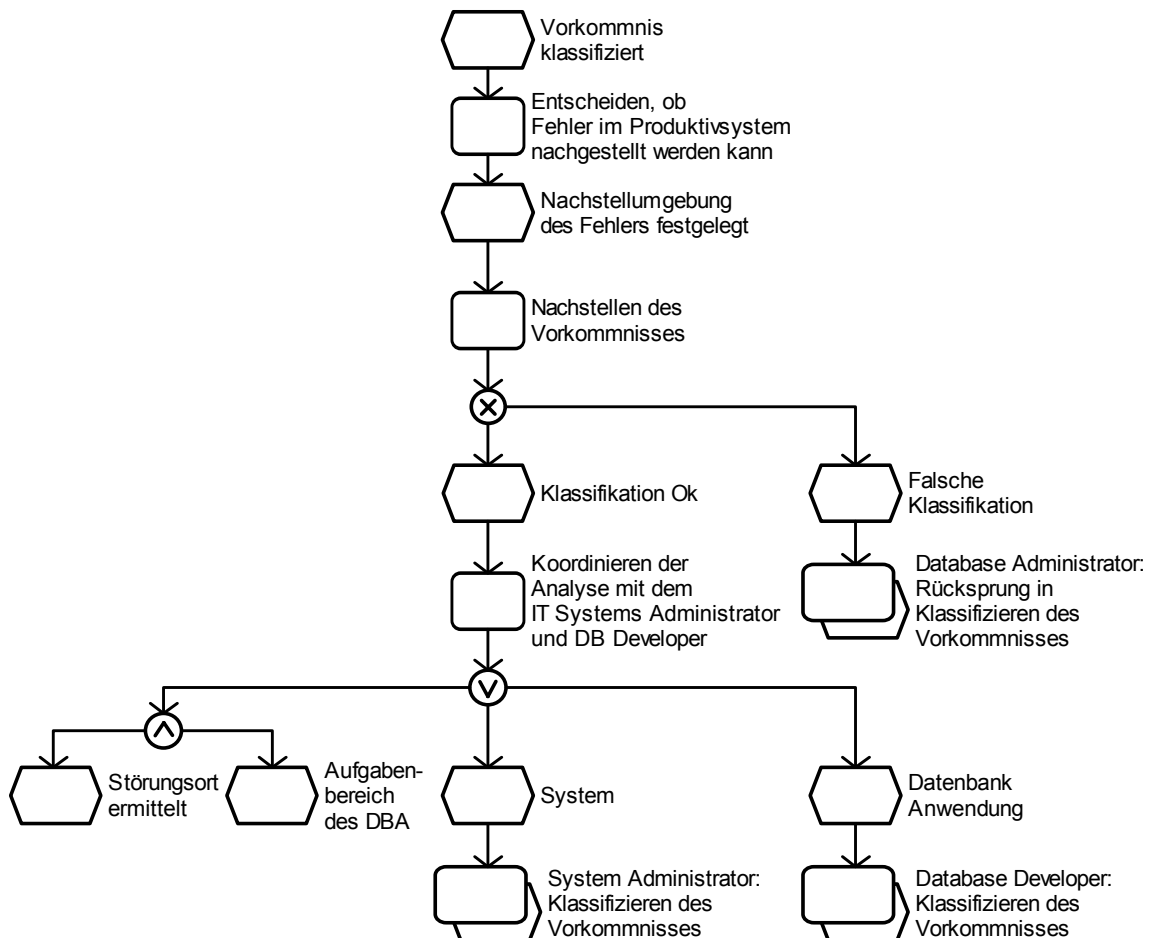 Vorkommnis
klassifiziert
Entscheiden, ob
Fehler im Produktivsystem
nachgestellt werden kann
Nachstellumgebung
des Fehlers festgelegt
Nachstellen des
Vorkommnisses
Klassifikation Ok
Falsche
Klassifikation
Koordinieren der
Analyse mit dem
IT Systems Administrator
und DB Developer
Database Administrator:
Rücksprung in
Klassifizieren des
Vorkommnisses
Störungsort
ermittelt
Aufgaben-
bereich
des DBA
System
Datenbank
Anwendung
System Administrator:
Klassifizieren des
Vorkommnisses
Database Developer:
Klassifizieren des
Vorkommnisses